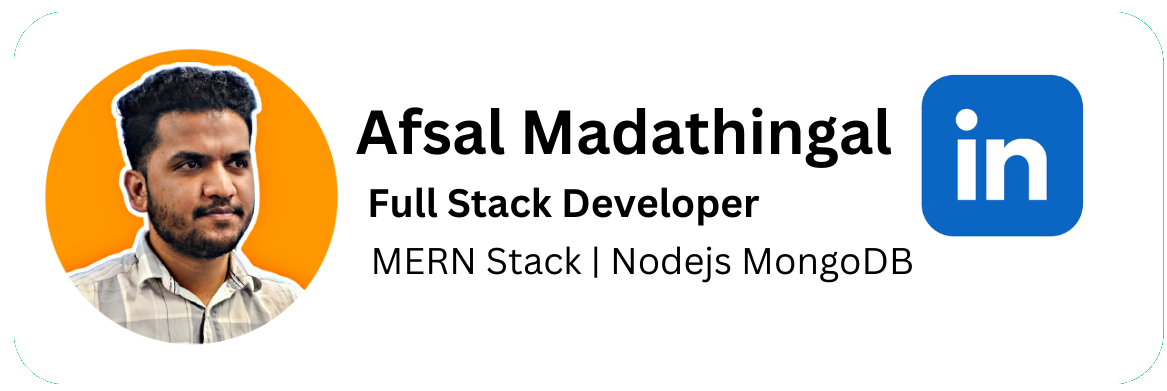 Afsal Madathingal
in
Full Stack Developer
MERN Stack | Nodejs MongoDB